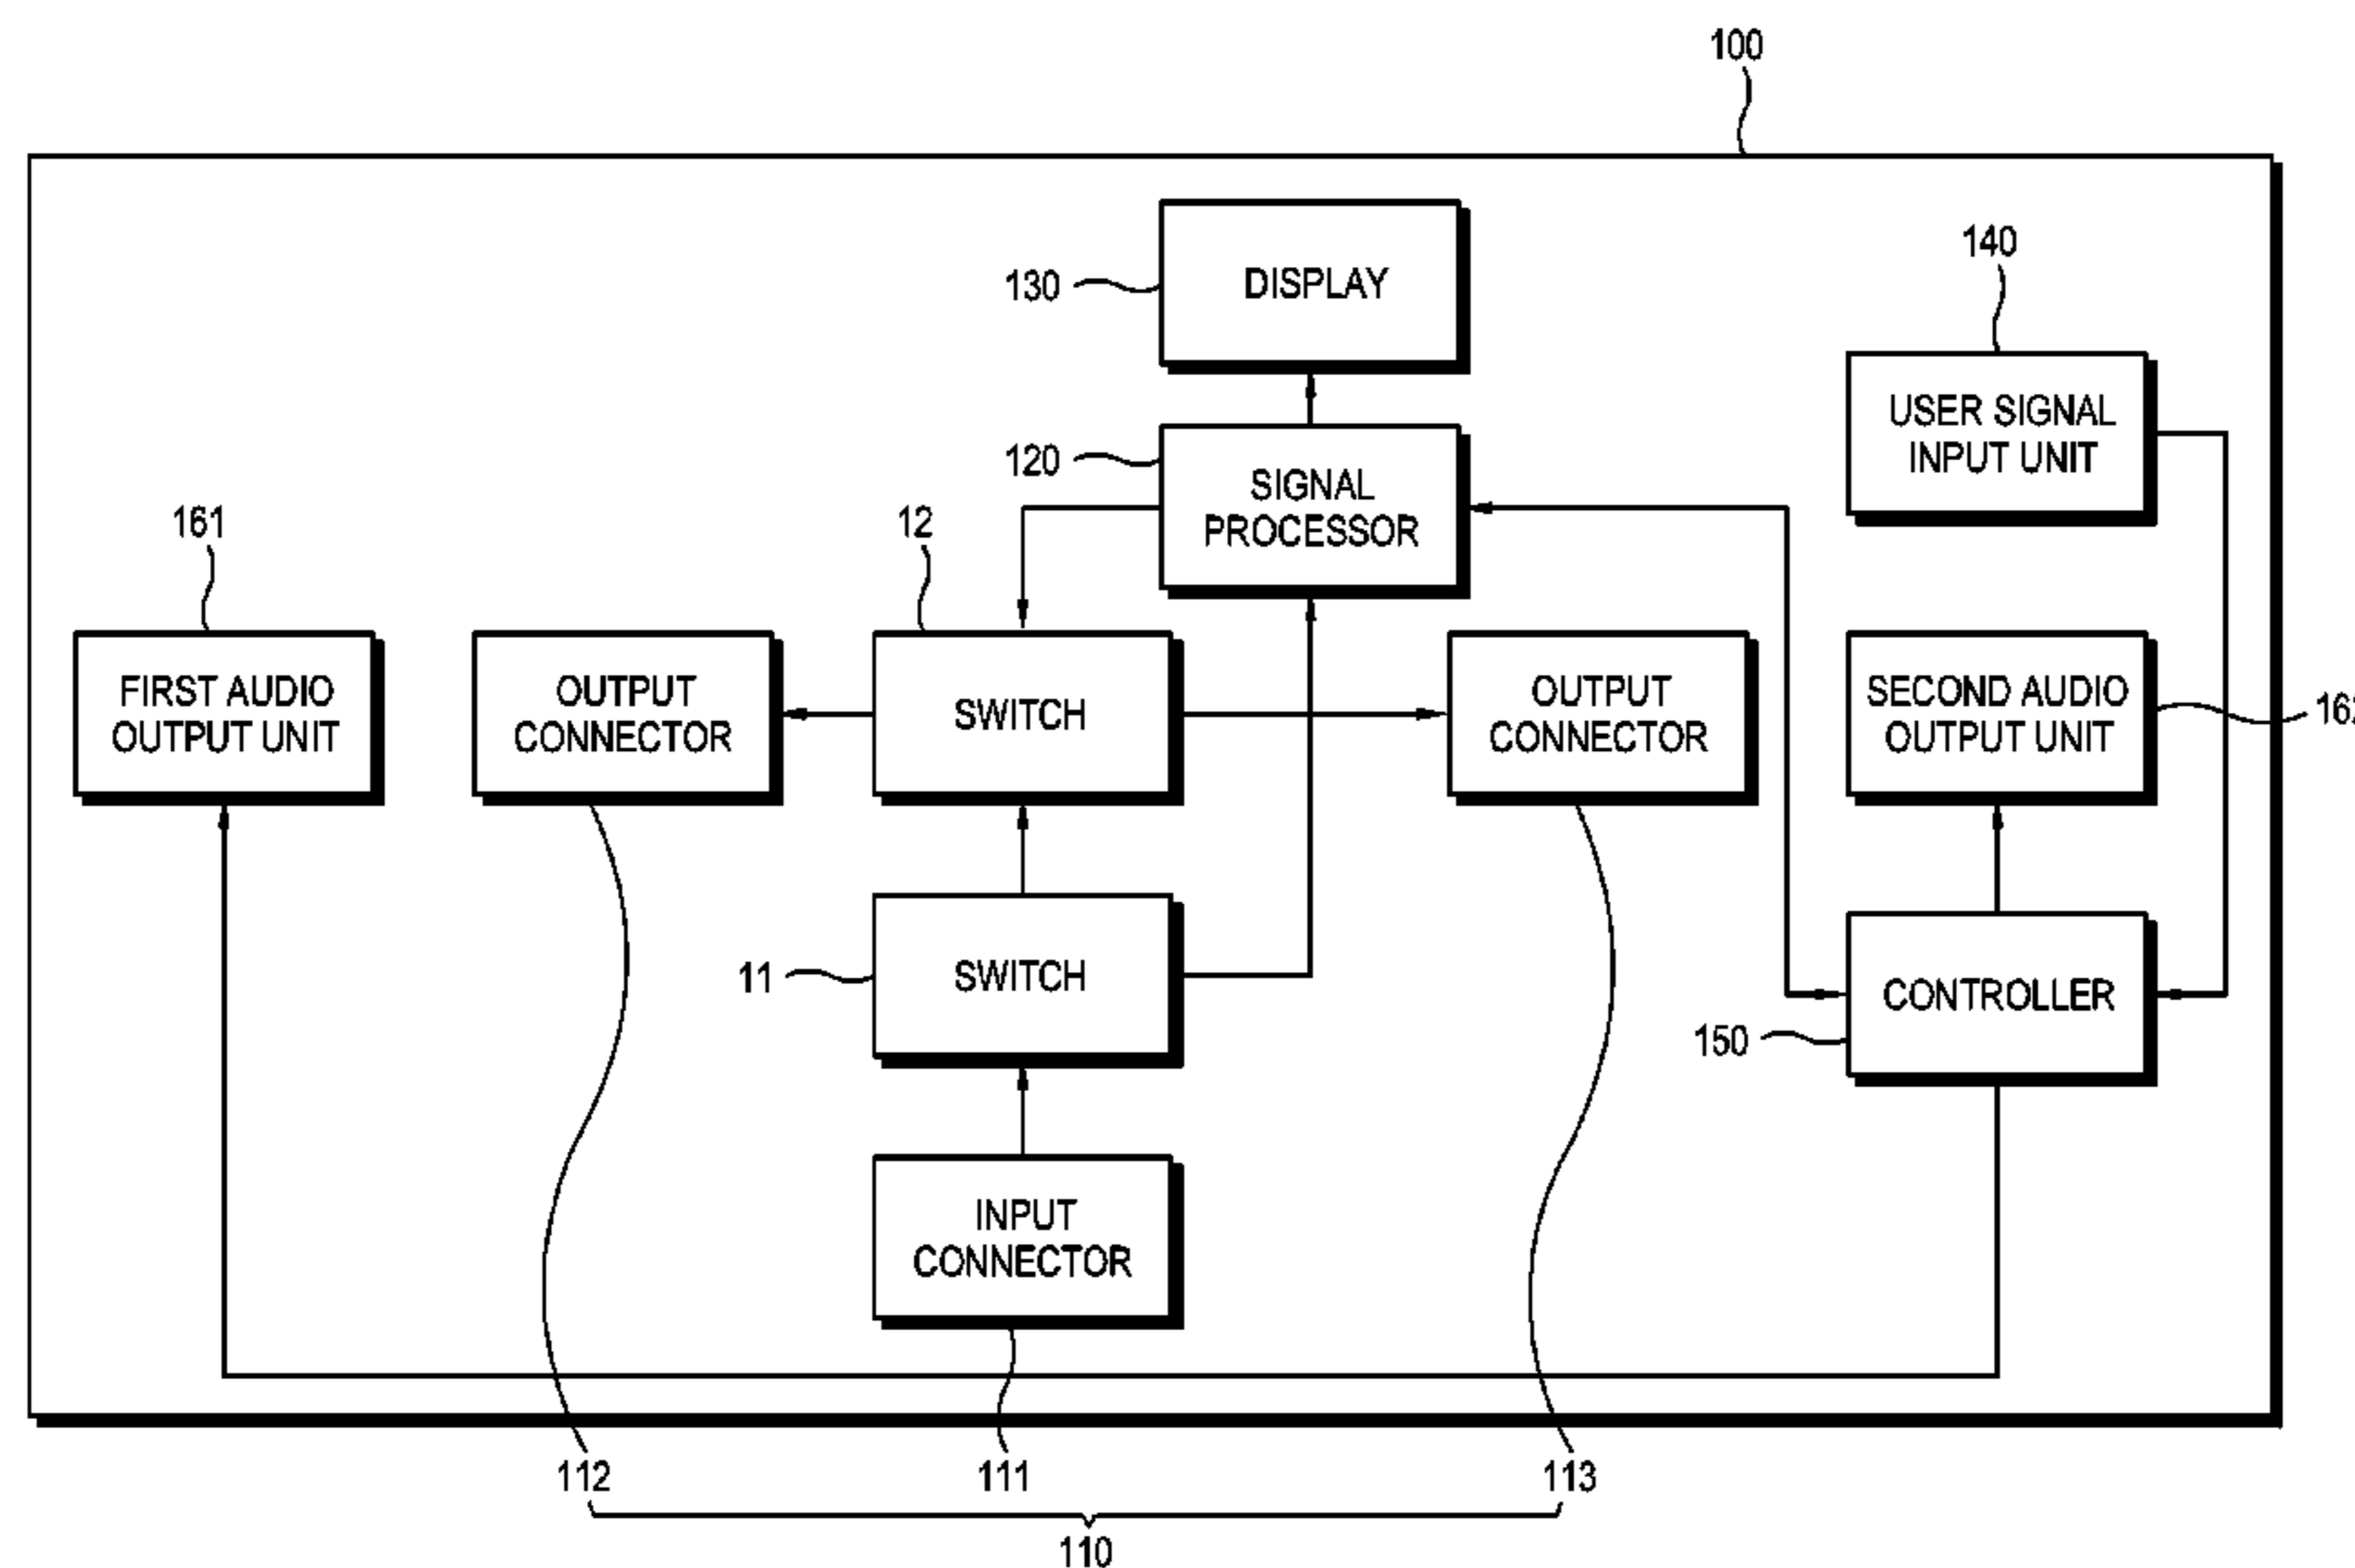 100
DISPLAY
130
140
USER SIGNAL
INPUT UNIT
120
SIGNAL
PROCESSOR
161
12
FIRST AUDIO
OUTPUT UNIT
OUTPUT
CONNECTOR
SWITCH
OUTPUT
CONNECTOR
SECOND AUDIO
OUTPUT UNIT
162
11
SWITCH
CONTROLLER
150
INPUT
CONNECTOR
112
111
113
110